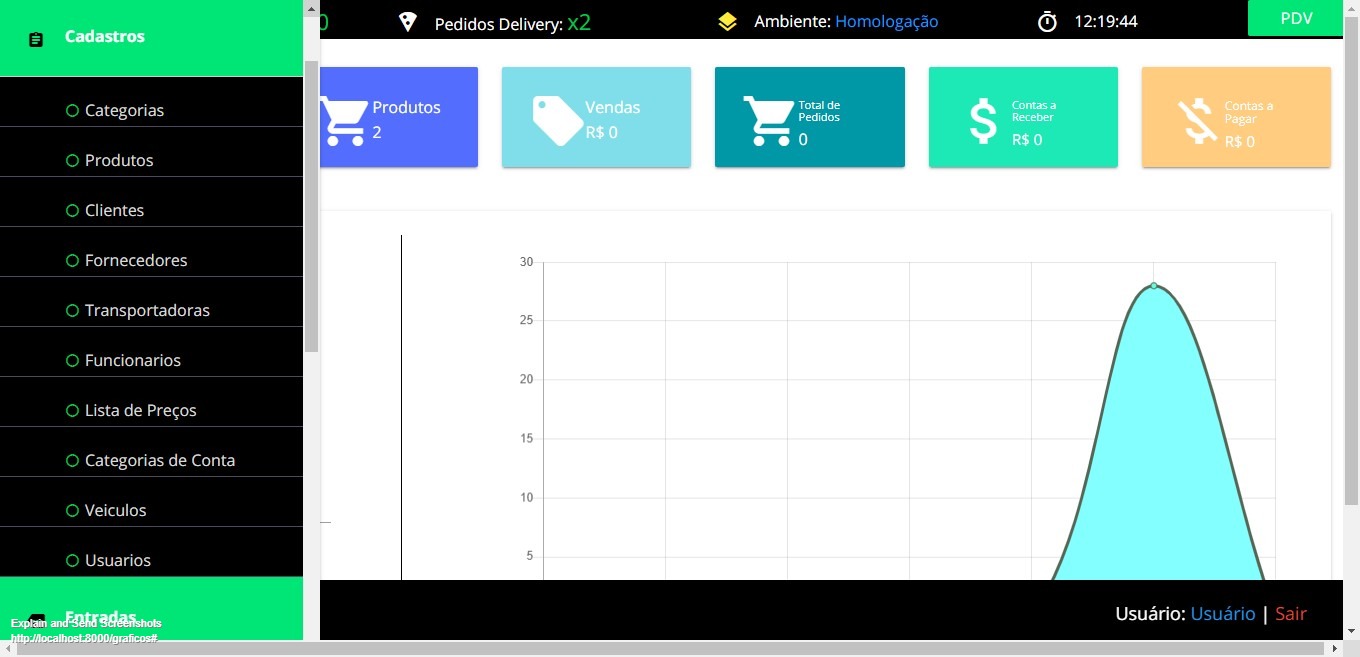 0
Pedidos Delivery: x2
Ambiente: Homologação
12:19:44
PDV
Cadastros
Categorias
Produtos
Clientes
Fornecedores
Transportadoras
Funcionarios
Lista de Preços
Categorias de Conta
Veiculos
Usuarios
Entradas
Explain and Send Screenshots
http://localhost:8000/graficos#
Produtos
2
Vendas
R$ 0
Total de
Pedidos
0
Contas a
Receber
R$ 0
Contas a
Pagar
R$ 0
30
25
20
15
10
5
Usuário: Usuário | Sair